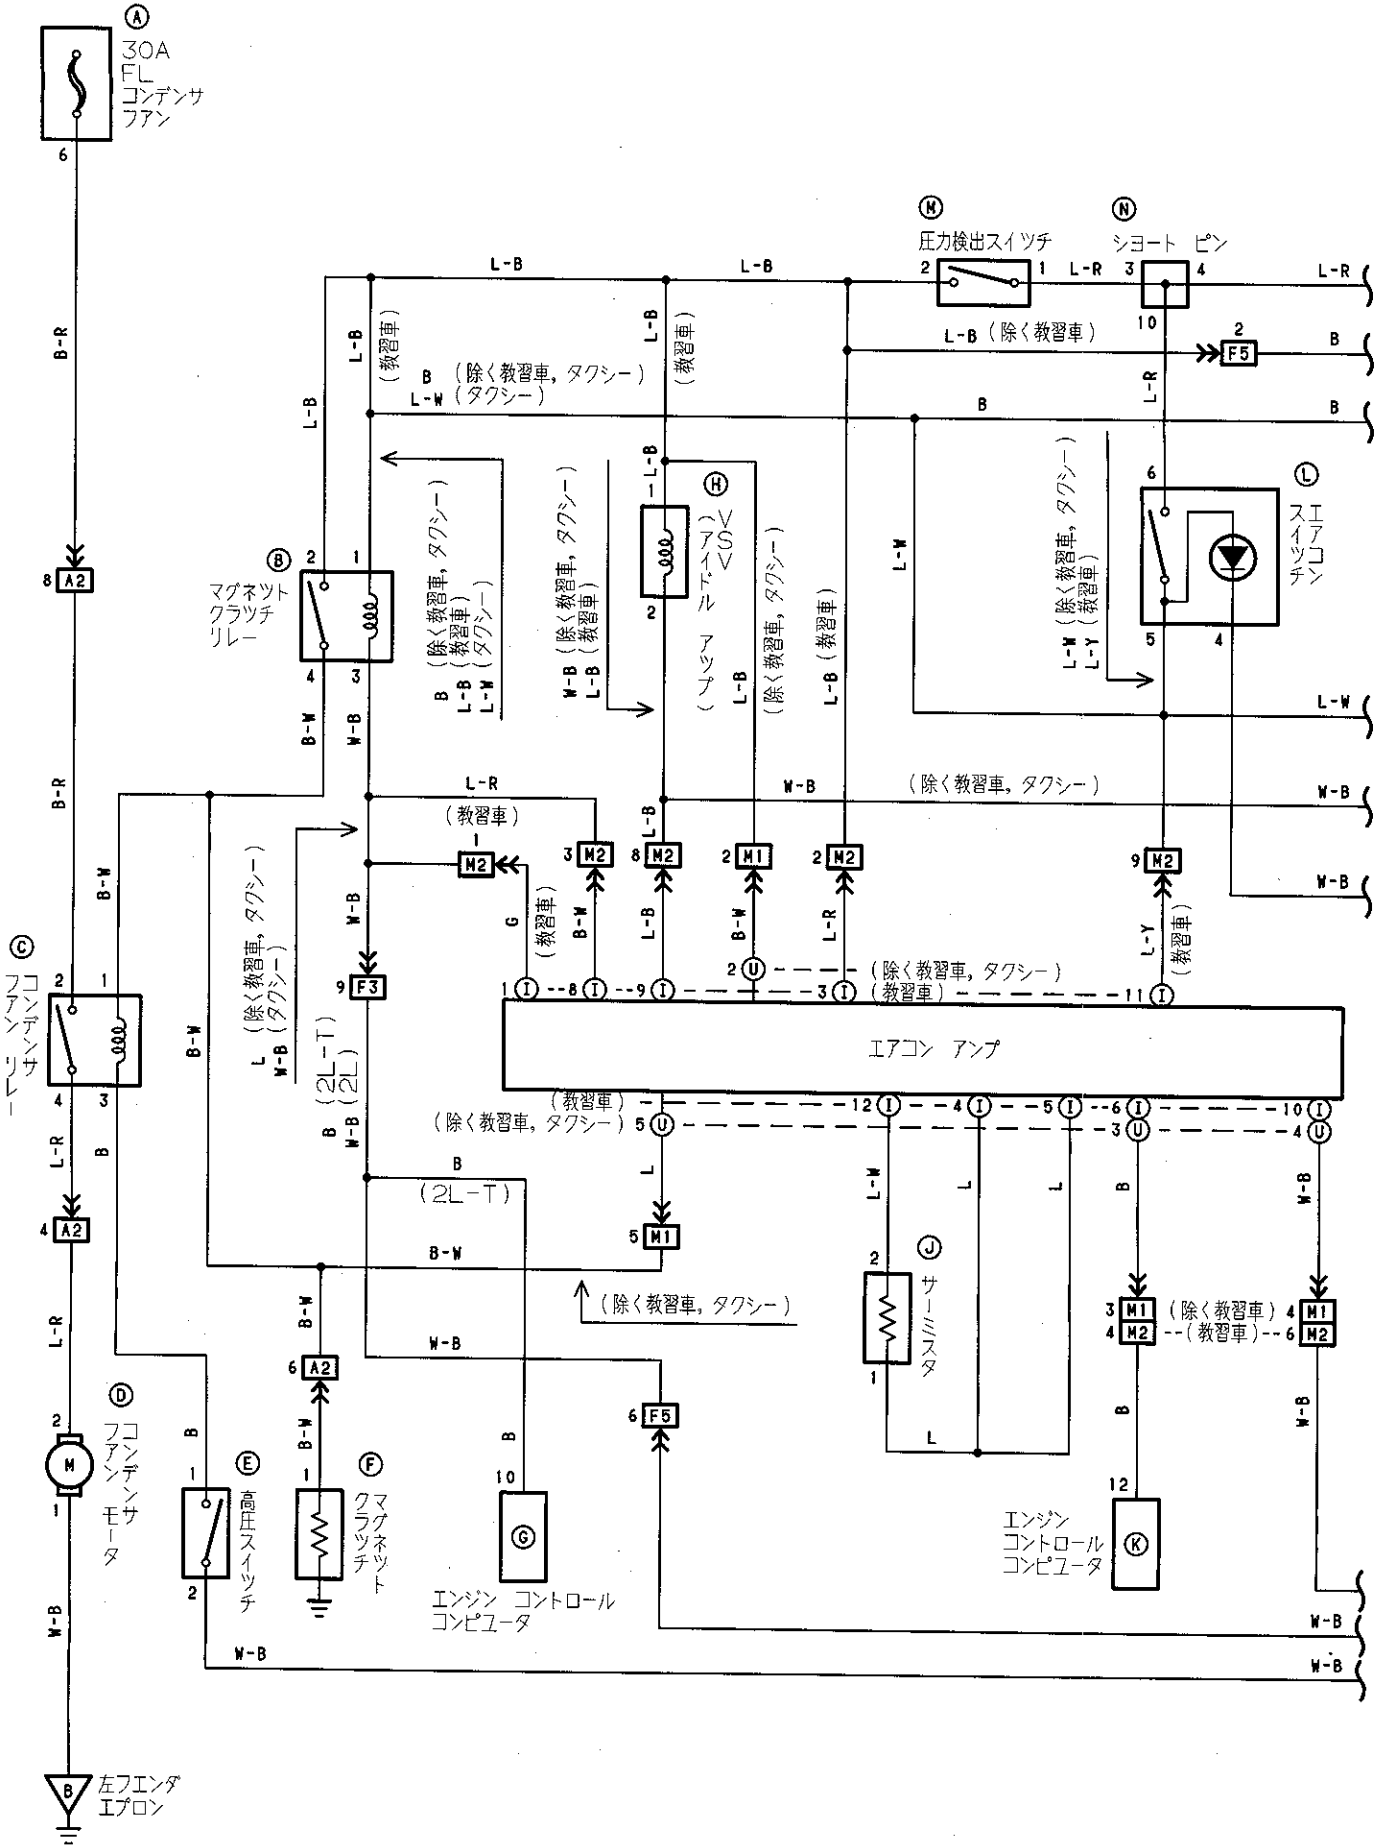 A
30A
FL
コンデンサ
フアン
6
B-R
8 A2
B-R
M
圧力検出スイツチ
2
1
L-R
N
シヨート ピン
3
4
10
L-R
L-B
L-B
L-B (除く教習車)
2
F5
B
L-B
(教習車)
L-B
(教習車)
L-B
B (除く教習車, タクシー)
L-W (タクシー)
B
B
L-R
L-B
B
マグネツト
クラツチ
リレー
2
1
4
3
B (除く教習車, タクシー)
L-B (教習車)
L-W (タクシー)
W-B (除く教習車, タクシー)
L-B (教習車)
1
H
VSV
(アイドル アツプ)
2
L-B
(除く教習車, タクシー)
L-B (教習車)
L-W
L-W (除く教習車, タクシー)
L-Y (教習車)
6
L
エアコン
スイツチ
5
4
L-W
B-W
W-B
L-R
(教習車)
W-B
(除く教習車, タクシー)
W-B
L-B
1
M2
3 M2
8 M2
2 M1
2 M2
9 M2
W-B
L (除く教習車, タクシー)
W-B (タクシー)
W-B
G
(教習車)
B-W
L-B
B-W
L-R
L-Y
(教習車)
B-W
C
コンデンサ
フアン リレー
2
1
4
3
B-W
9 F3
2 U (除く教習車, タクシー)
1 I 8 I 9 I 3 I (教習車) 11 I
エアコン アンプ
(教習車) 12 I 4 I 5 I 6 I 10 I
(除く教習車, タクシー) 5 U 3 U 4 U
B (2L-T)
W-B (2L)
L-R
B
4 A2
B
(2L-T)
L
L-W
L
L
B
W-B
5 M1
B-W
(除く教習車, タクシー)
B-W
6 A2
B-W
W-B
6 F5
2
J
サーミスタ
1
L
3 M1 (除く教習車) 4 M1
4 M2 (教習車) 6 M2
B
W-B
L-R
D
コンデンサ
フアン モータ
2
M
1
B
E
高圧スイツチ
1
2
F
マグネツト
クラツチ
1
B
10
G
エンジン コントロール
コンピユータ
12
K
エンジン
コントロール
コンピユータ
W-B
W-B
W-B
W-B
B
左フエンダ
エプロン